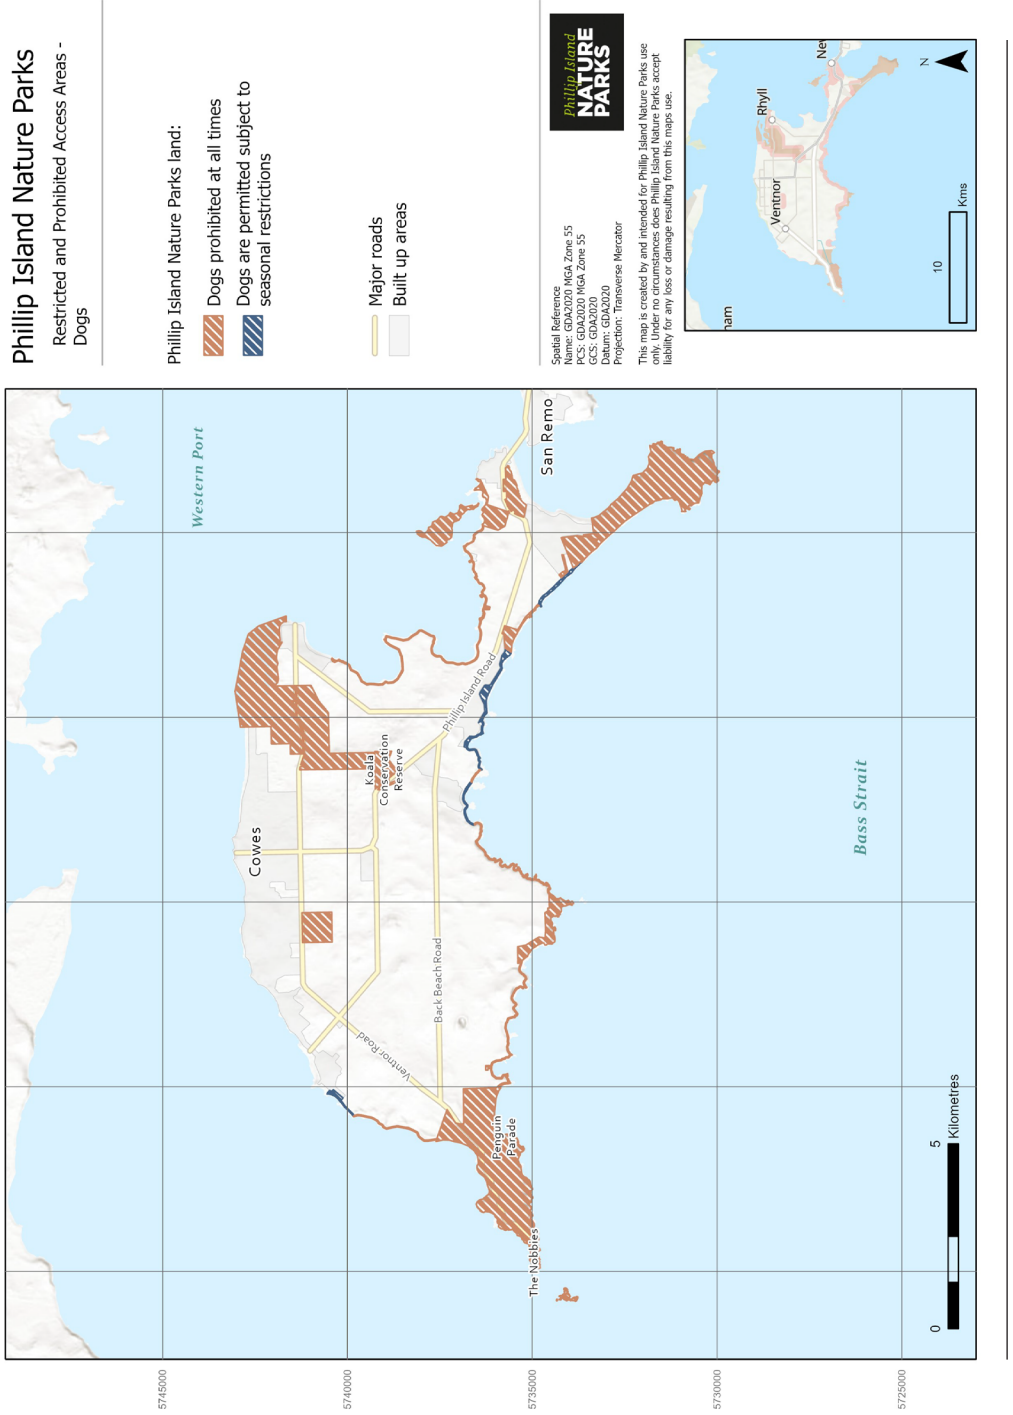 Phillip Island Nature Parks
Restricted and Prohibited Access Areas -
Dogs
Phillip Island Nature Parks land:
Dogs prohibited at all times
Dogs are permitted subject to
seasonal restrictions
Major roads
Built up areas
Phillip Island
NATURE
PARKS
Spatial Reference
Name: GDA2020 MGA Zone 55
PCS: GDA2020 MGA Zone 55
GCS: GDA2020
Datum: GDA2020
Projection: Transverse Mercator
This map is created by and intended for Phillip Island Nature Parks use
only. Under no circumstances does Phillip Island Nature Parks accept
liability for any loss or damage resulting from this maps use.
Rhyll
Ventnor
New
ham
N
10
Kms
Western Port
San Remo
Phillip Island Road
Koala
Conservation
Reserve
Cowes
Back Beach Road
Ventnor Road
Penguin
Parade
The Nobbies
Bass Strait
0
5
Kilometres
5745000
5740000
5735000
5730000
5725000